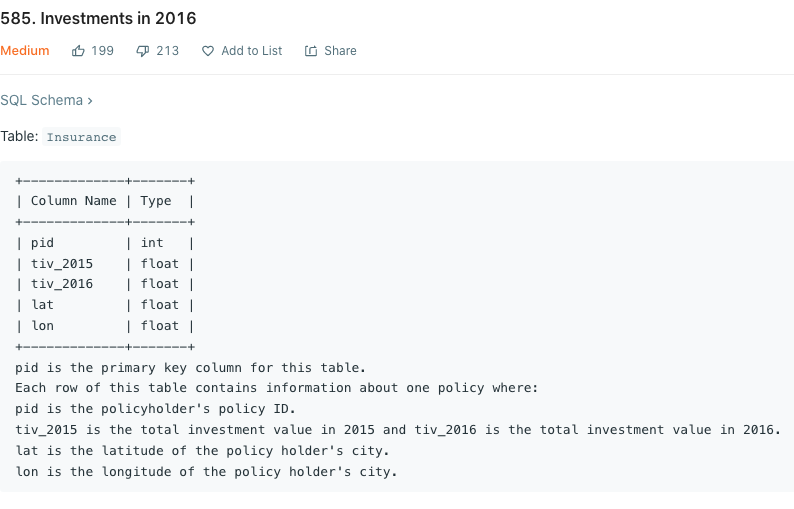 585. Investments in 2016
Medium 199 213 Add to List Share
SQL Schema ›
Table: Insurance
+-------------+-------+
| Column Name | Type  |
+-------------+-------+
| pid         | int   |
| tiv_2015    | float |
| tiv_2016    | float |
| lat         | float |
| lon         | float |
+-------------+-------+
pid is the primary key column for this table.
Each row of this table contains information about one policy where:
pid is the policyholder's policy ID.
tiv_2015 is the total investment value in 2015 and tiv_2016 is the total investment value in 2016.
lat is the latitude of the policy holder's city.
lon is the longitude of the policy holder's city.